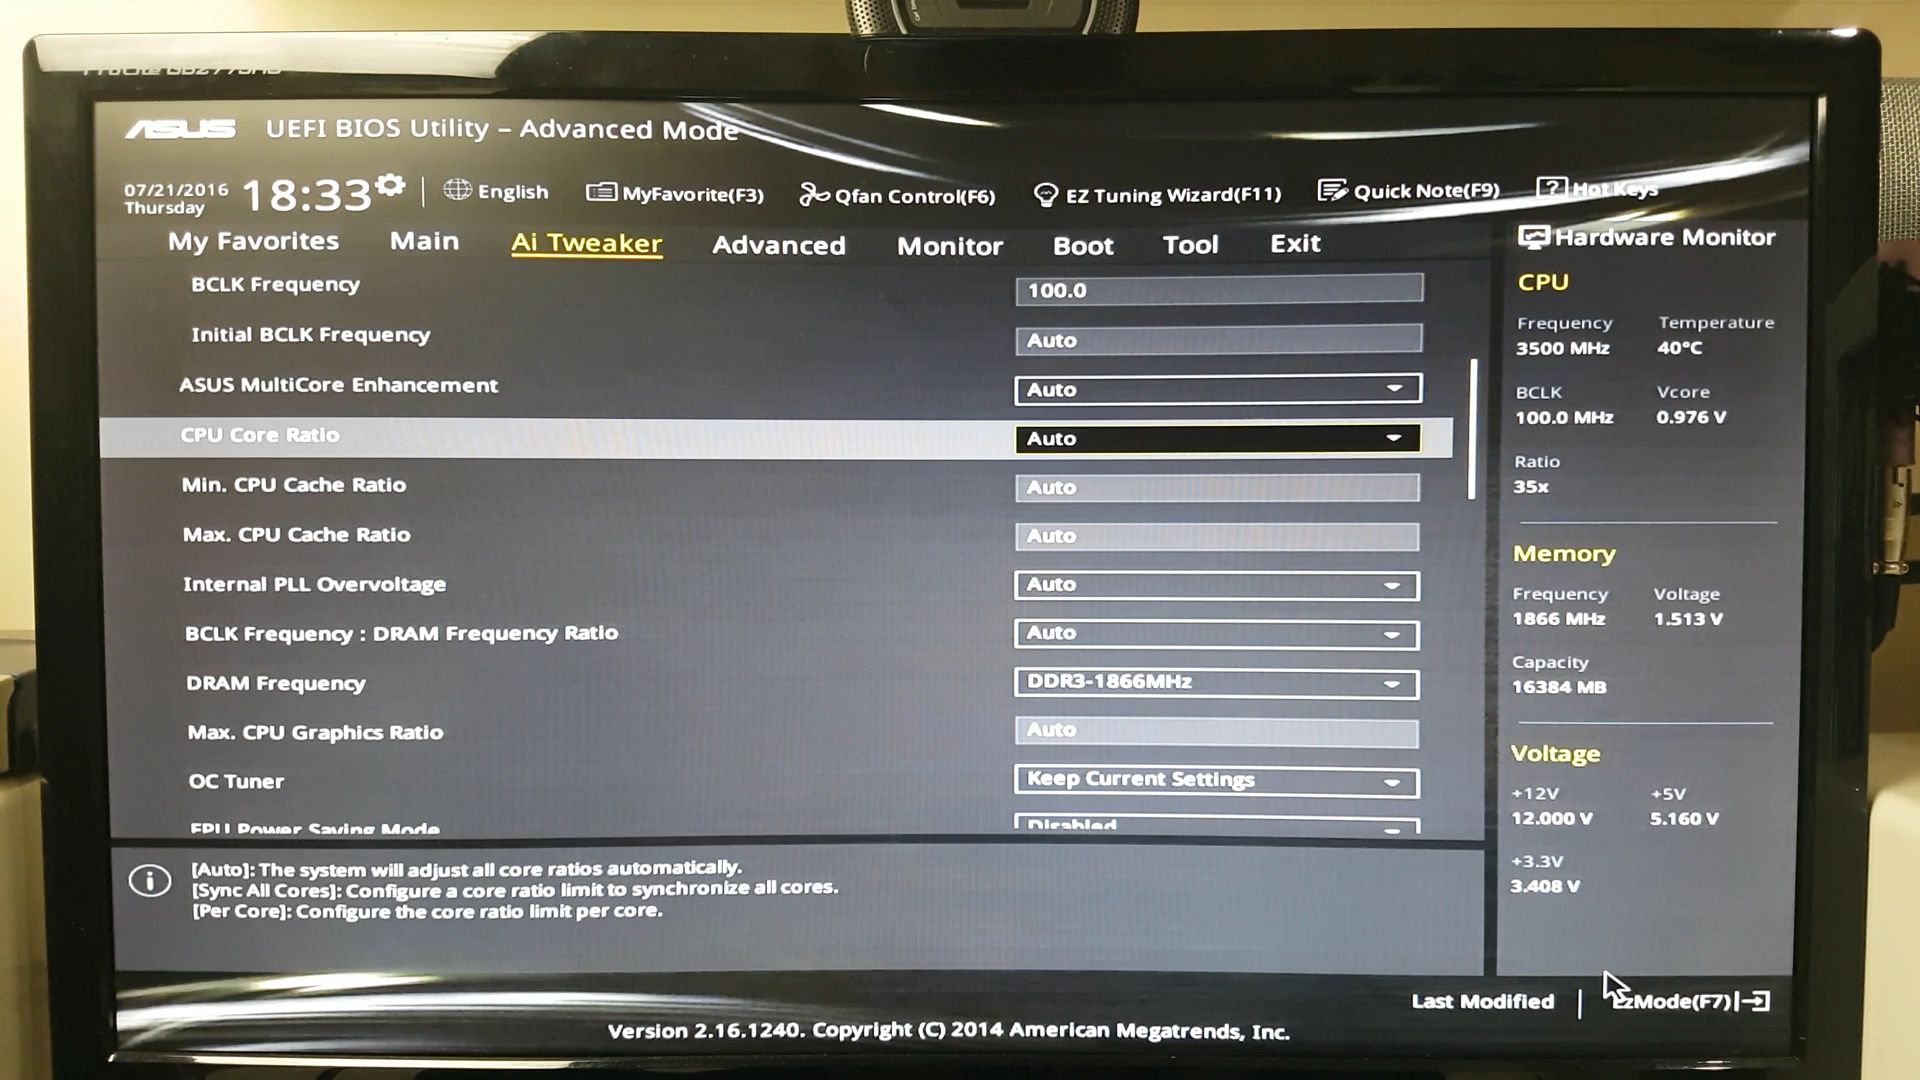 ASUS UEFI BIOS Utility – Advanced Mode
07/21/2016
Thursday
18:33
English
MyFavorite(F3)
Qfan Control(F6)
EZ Tuning Wizard(F11)
Quick Note(F9)
Hot Keys
My Favorites
Main
Ai Tweaker
Advanced
Monitor
Boot
Tool
Exit
BCLK Frequency 100.0
Initial BCLK Frequency Auto
ASUS MultiCore Enhancement Auto
CPU Core Ratio Auto
Min. CPU Cache Ratio Auto
Max. CPU Cache Ratio Auto
Internal PLL Overvoltage Auto
BCLK Frequency : DRAM Frequency Ratio Auto
DRAM Frequency DDR3-1866MHz
Max. CPU Graphics Ratio Auto
OC Tuner Keep Current Settings
EPU Power Saving Mode Disabled
[Auto]: The system will adjust all core ratios automatically.
[Sync All Cores]: Configure a core ratio limit to synchronize all cores.
[Per Core]: Configure the core ratio limit per core.
Hardware Monitor
CPU
Frequency Temperature
3500 MHz 40°C
BCLK Vcore
100.0 MHz 0.976 V
Ratio
35x
Memory
Frequency Voltage
1866 MHz 1.513 V
Capacity
16384 MB
Voltage
+12V +5V
12.000 V 5.160 V
+3.3V
3.408 V
Last Modified
EzMode(F7)
Version 2.16.1240. Copyright (C) 2014 American Megatrends, Inc.